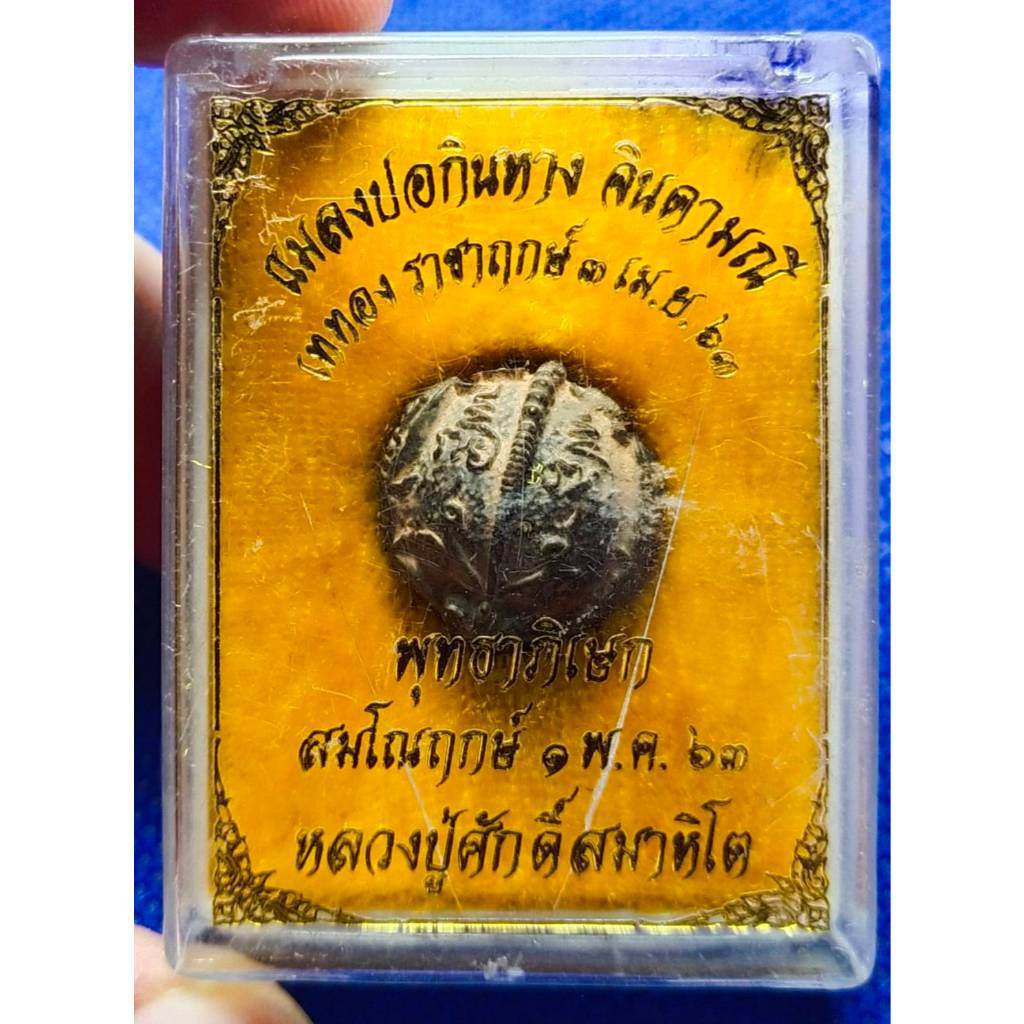 แมลงปอกินทาง จินดามณี
เททอง ราชาฤกษ์ ๓ เม.ย. ๖๓
พุทธาภิเษก
สมโณฤกษ์ ๑ พ.ค. ๖๓
หลวงปู่ศักดิ์สมาหิโต